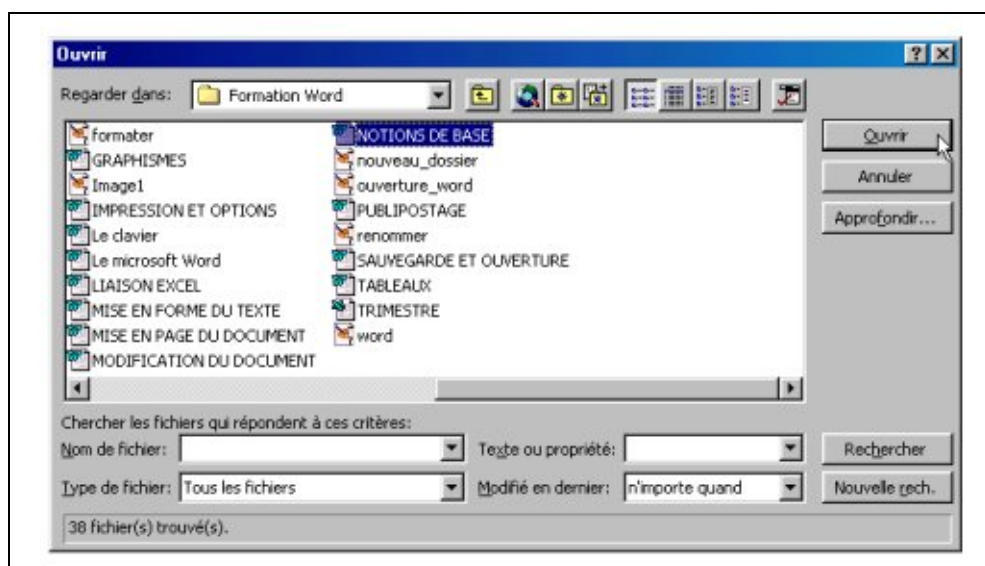 Ouvrir
Regarder dans: Formation Word
formater
GRAPHISMES
Image1
IMPRESSION ET OPTIONS
Le clavier
Le microsoft Word
LIAISON EXCEL
MISE EN FORME DU TEXTE
MISE EN PAGE DU DOCUMENT
MODIFICATION DU DOCUMENT
NOTIONS DE BASE
nouveau_dossier
ouverture_word
PUBLIPOSTAGE
renommer
SAUVEGARDE ET OUVERTURE
TABLEAUX
TRIMESTRE
word
Ouvrir
Annuler
Approfondir...
Chercher les fichiers qui répondent à ces critères:
Nom de fichier: Texte ou propriété: Rechercher
Type de fichier: Tous les fichiers Modifié en dernier: n'importe quand Nouvelle rech.
38 fichier(s) trouvé(s).